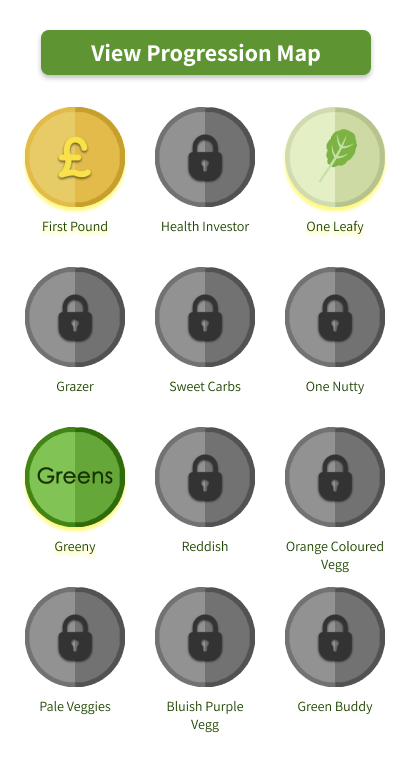 View Progression Map
£
First Pound
Health Investor
One Leafy
Grazer
Sweet Carbs
One Nutty
Greens
Greeny
Reddish
Orange Coloured
Vegg
Pale Veggies
Bluish Purple
Vegg
Green Buddy